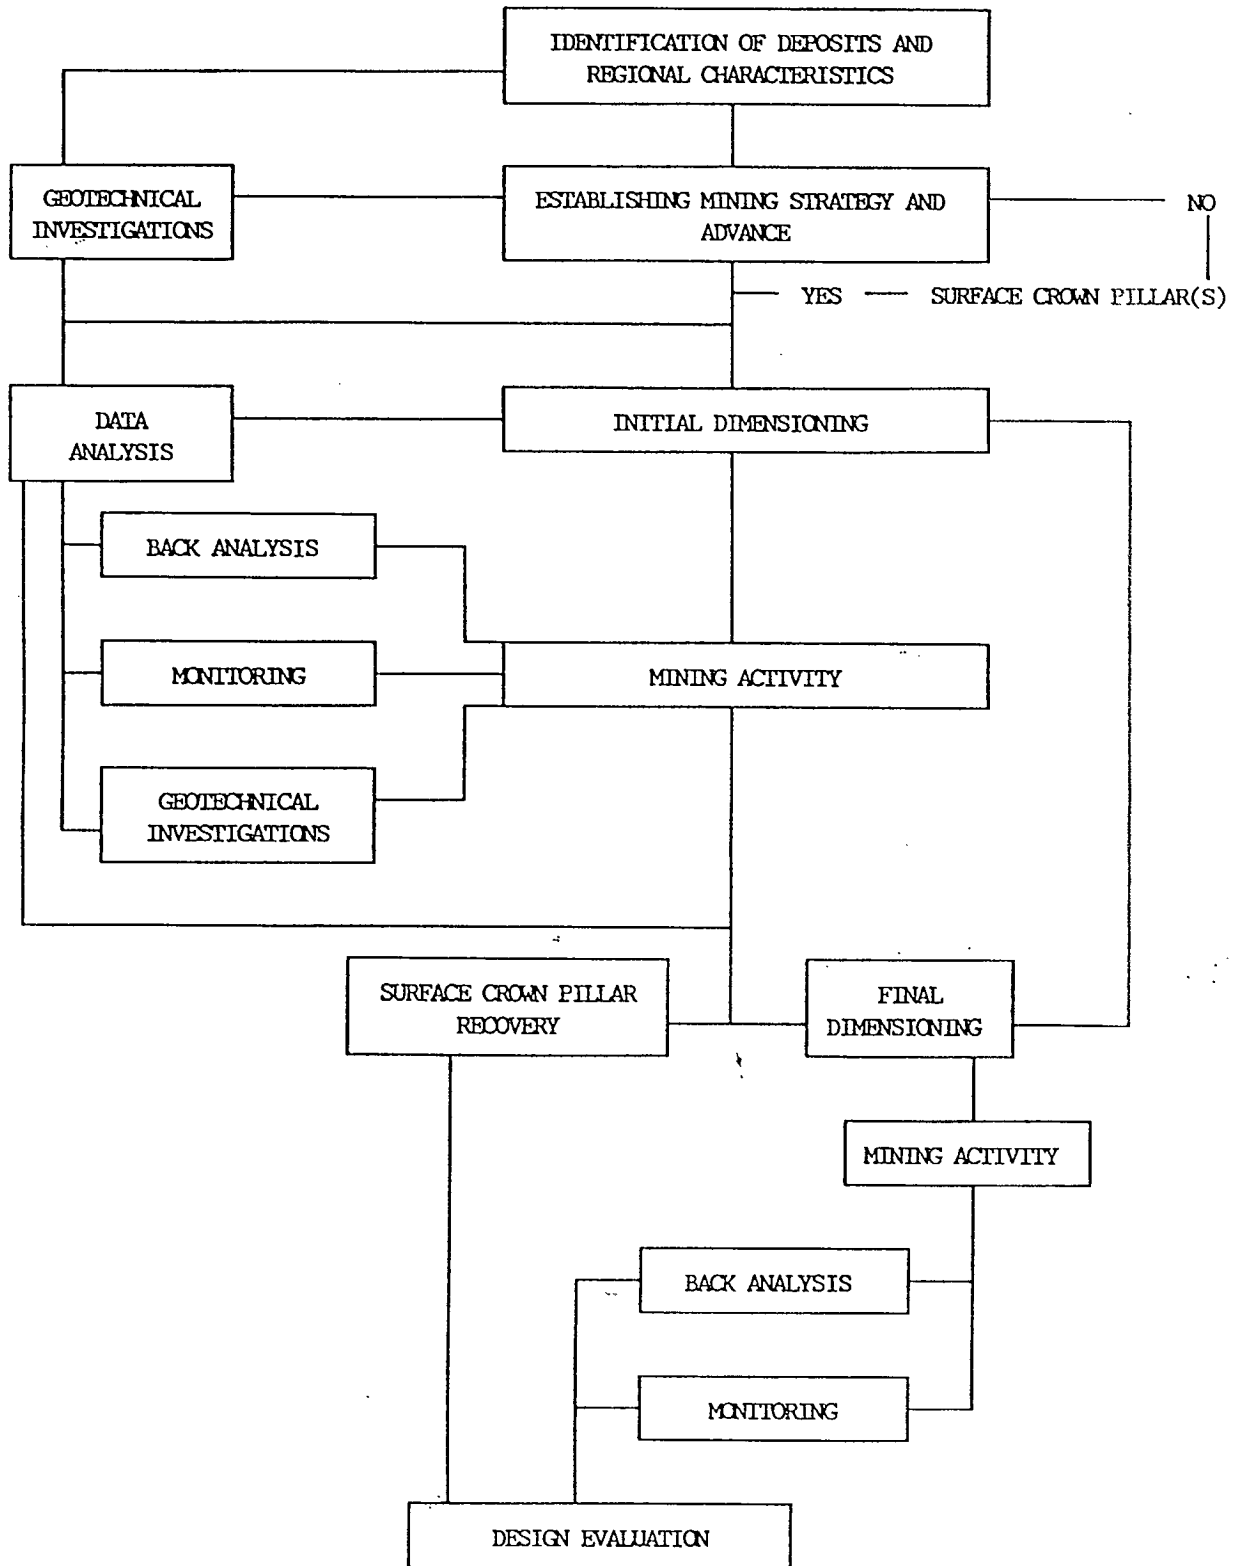 IDENTIFICATION OF DEPOSITS AND
REGIONAL CHARACTERISTICS
GEOTECHNICAL
INVESTIGATIONS
ESTABLISHING MINING STRATEGY AND
ADVANCE
NO
YES
SURFACE CROWN PILLAR(S)
DATA
ANALYSIS
INITIAL DIMENSIONING
BACK ANALYSIS
MONITORING
MINING ACTIVITY
GEOTECHNICAL
INVESTIGATIONS
SURFACE CROWN PILLAR
RECOVERY
FINAL
DIMENSIONING
MINING ACTIVITY
BACK ANALYSIS
MONITORING
DESIGN EVALUATION